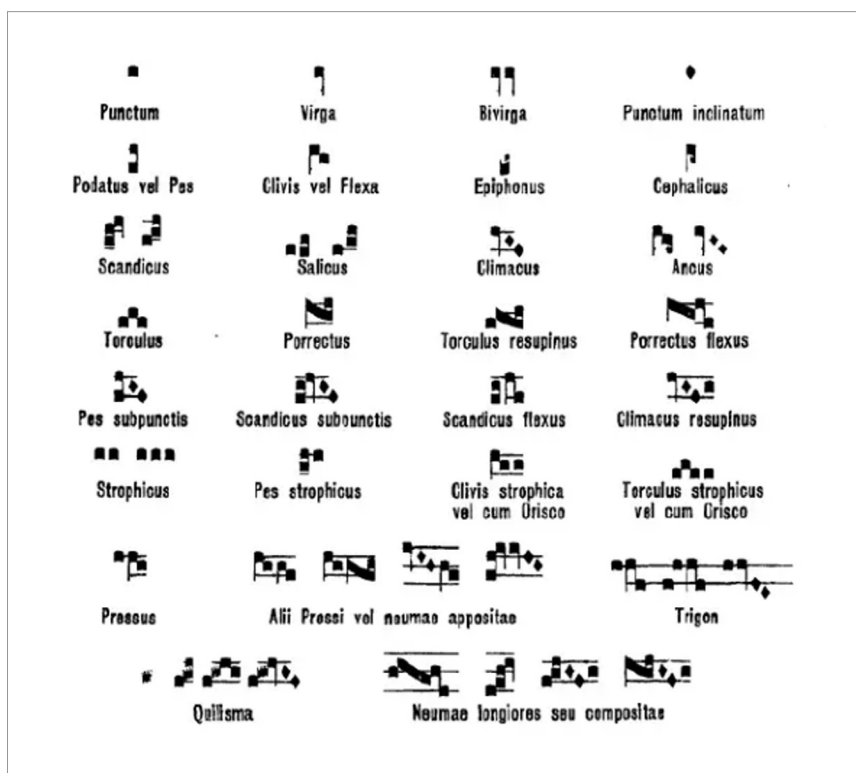 Punctum Virga Bivirga Punctum inclinatum
Podatus vel Pes Clivis vel Flexa Epiphonus Cephalicus
Scandicus Salicus Climacus Ancus
Torculus Porrectus Torculus resupinus Porrectus flexus
Pes subpunctis Scandicus subpunctis Scandicus flexus Climacus resupinus
Strophicus Pes strophicus Clivis strophica Torculus strophicus
vel cum Orisco vel cum Orisco
Pressus Alii Pressi vel neumae appositae Trigon
Quilisma Neumae longiores seu compositae